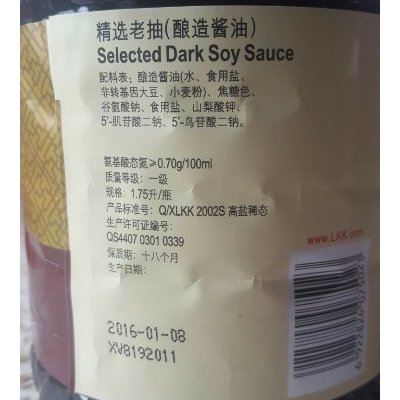 精选老抽(酿造酱油)
Selected Dark Soy Sauce
配料表：酿造酱油(水、食用盐、
非转基因大豆、小麦粉)、焦糖色、
谷氨酸钠、食用盐、山梨酸钾、
5'-肌苷酸二钠、5'-鸟苷酸二钠。
氨基酸态氮≥0.70g/100ml
质量等级：一级
规格：1.75升/瓶
产品标准号：Q/XLKK 2002S 高盐稀态
生产许可证编号：
QS4407 0301 0339
保质期：十八个月
生产日期：
www.LKK.com
2016-01-08
XV8192011